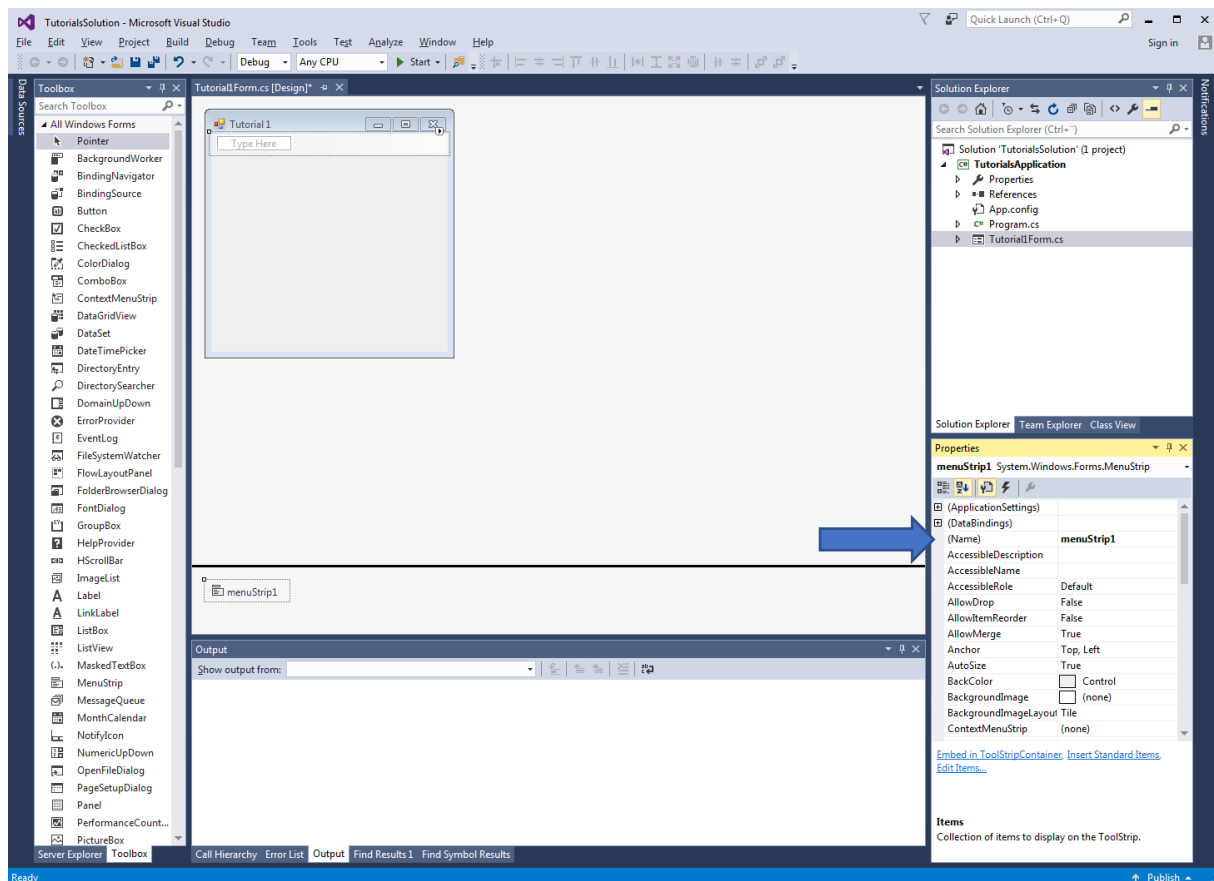 TutorialsSolution - Microsoft Visual Studio
Quick Launch (Ctrl+Q)
File Edit View Project Build Debug Team Tools Test Analyze Window Help
Sign in
Debug Any CPU Start
Data Sources
Toolbox
Search Toolbox
All Windows Forms
Pointer
BackgroundWorker
BindingNavigator
BindingSource
Button
CheckBox
CheckedListBox
ColorDialog
ComboBox
ContextMenuStrip
DataGridView
DataSet
DateTimePicker
DirectoryEntry
DirectorySearcher
DomainUpDown
ErrorProvider
EventLog
FileSystemWatcher
FlowLayoutPanel
FolderBrowserDialog
FontDialog
GroupBox
HelpProvider
HScrollBar
ImageList
Label
LinkLabel
ListBox
ListView
MaskedTextBox
MenuStrip
MessageQueue
MonthCalendar
NotifyIcon
NumericUpDown
OpenFileDialog
PageSetupDialog
Panel
PerformanceCount...
PictureBox
Server Explorer Toolbox
Tutorial1Form.cs [Design]*
Tutorial 1
Type Here
menuStrip1
Output
Show output from:
Call Hierarchy Error List Output Find Results 1 Find Symbol Results
Solution Explorer
Search Solution Explorer (Ctrl+¨)
Solution 'TutorialsSolution' (1 project)
TutorialsApplication
Properties
References
App.config
Program.cs
Tutorial1Form.cs
Solution Explorer Team Explorer Class View
Properties
menuStrip1 System.Windows.Forms.MenuStrip
(ApplicationSettings)
(DataBindings)
(Name) menuStrip1
AccessibleDescription
AccessibleName
AccessibleRole Default
AllowDrop False
AllowItemReorder False
AllowMerge True
Anchor Top, Left
AutoSize True
BackColor Control
BackgroundImage (none)
BackgroundImageLayout Tile
ContextMenuStrip (none)
Embed in ToolStripContainer, Insert Standard Items,
Edit Items...
Items
Collection of items to display on the ToolStrip.
Notifications
Ready
Publish